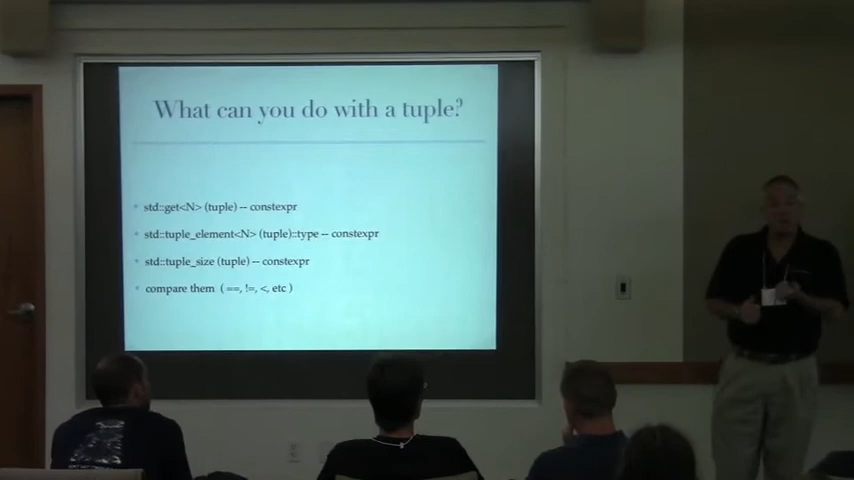 What can you do with a tuple?
std::get<N> (tuple) -- constexpr
std::tuple_element<N> (tuple)::type -- constexpr
std::tuple_size (tuple) -- constexpr
compare them ( ==, !=, <, etc )